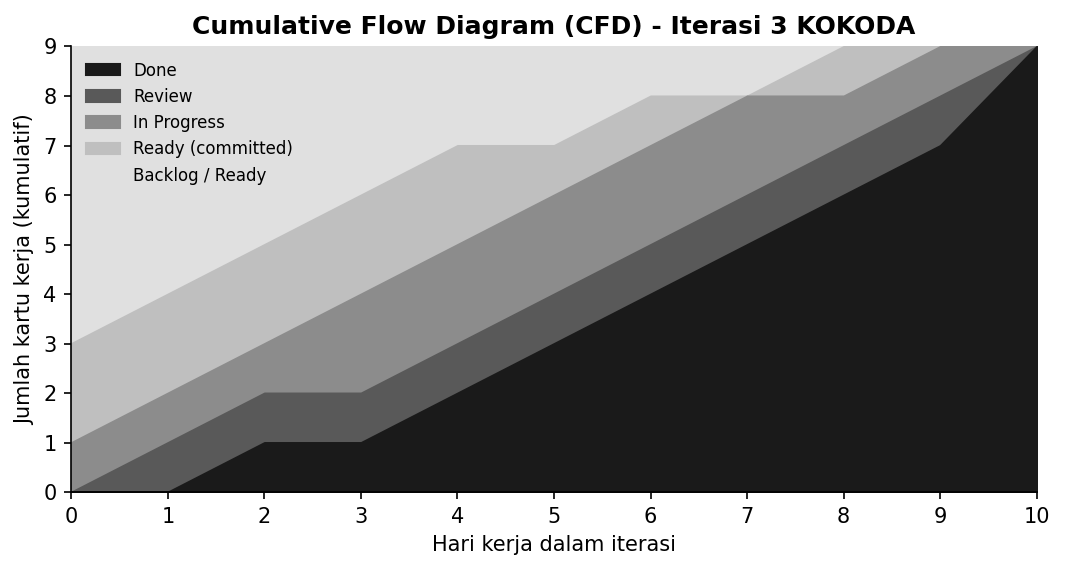 Cumulative Flow Diagram (CFD) - Iterasi 3 KOKODA
Jumlah kartu kerja (kumulatif)
9
8
7
6
5
4
3
2
1
0
Done
Review
In Progress
Ready (committed)
Backlog / Ready
0 1 2 3 4 5 6 7 8 9 10
Hari kerja dalam iterasi